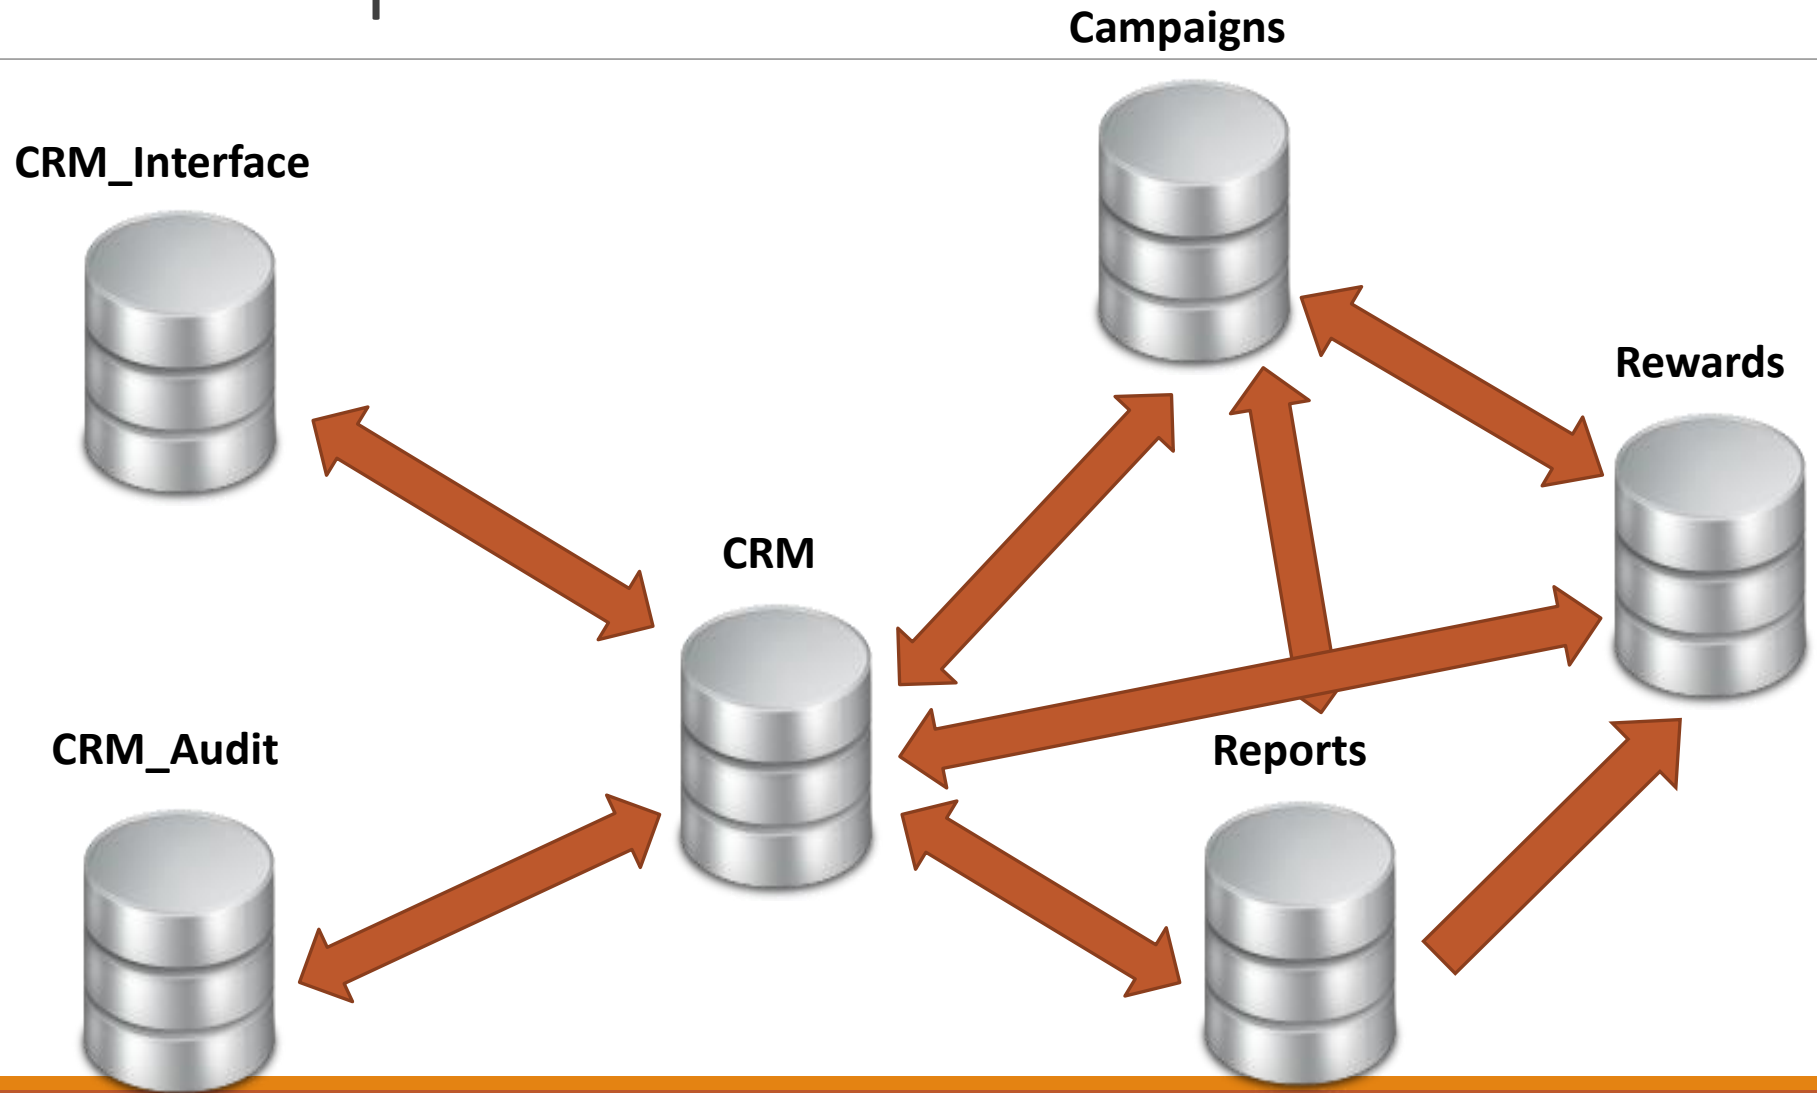 Campaigns
CRM_Interface
Rewards
CRM
CRM_Audit
Reports